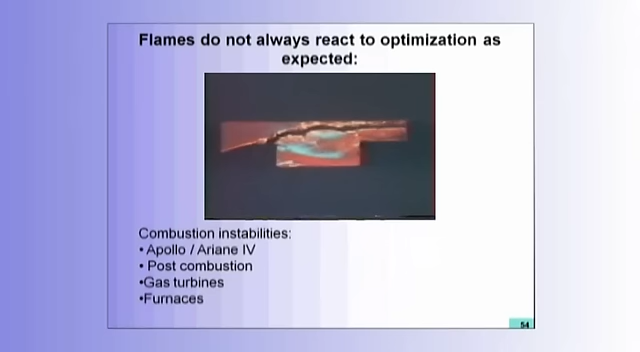 Flames do not always react to optimization as
expected:
Combustion instabilities:
• Apollo / Ariane IV
• Post combustion
•Gas turbines
•Furnaces
54